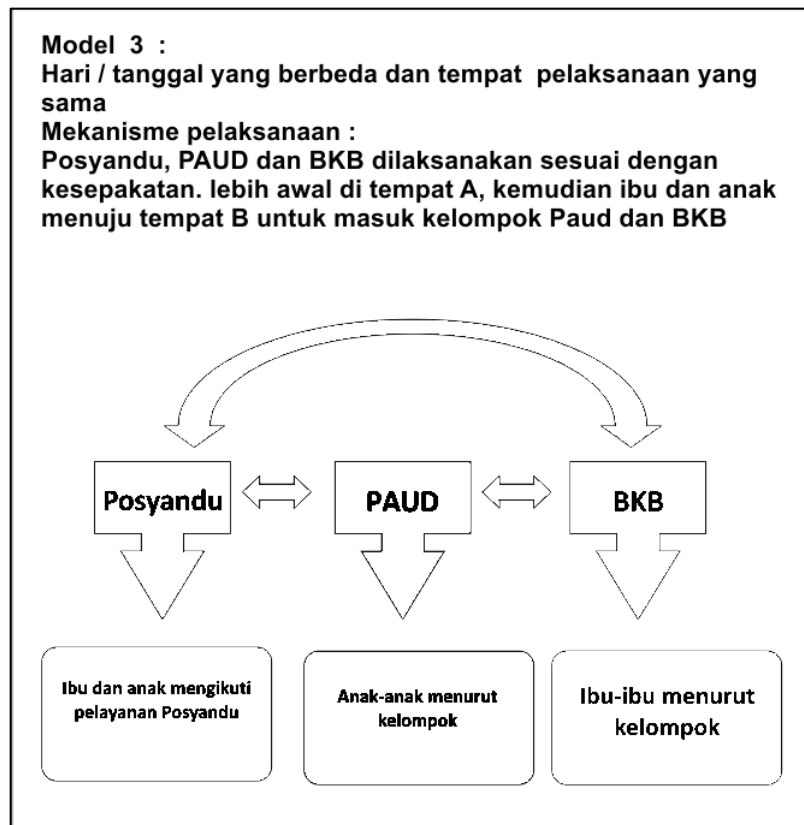 Model 3 :
Hari / tanggal yang berbeda dan tempat pelaksanaan yang
sama
Mekanisme pelaksanaan :
Posyandu, PAUD dan BKB dilaksanakan sesuai dengan
kesepakatan. lebih awal di tempat A, kemudian ibu dan anak
menuju tempat B untuk masuk kelompok Paud dan BKB
Posyandu
PAUD
BKB
Ibu dan anak mengikuti
pelayanan Posyandu
Anak-anak menurut
kelompok
Ibu-ibu menurut
kelompok